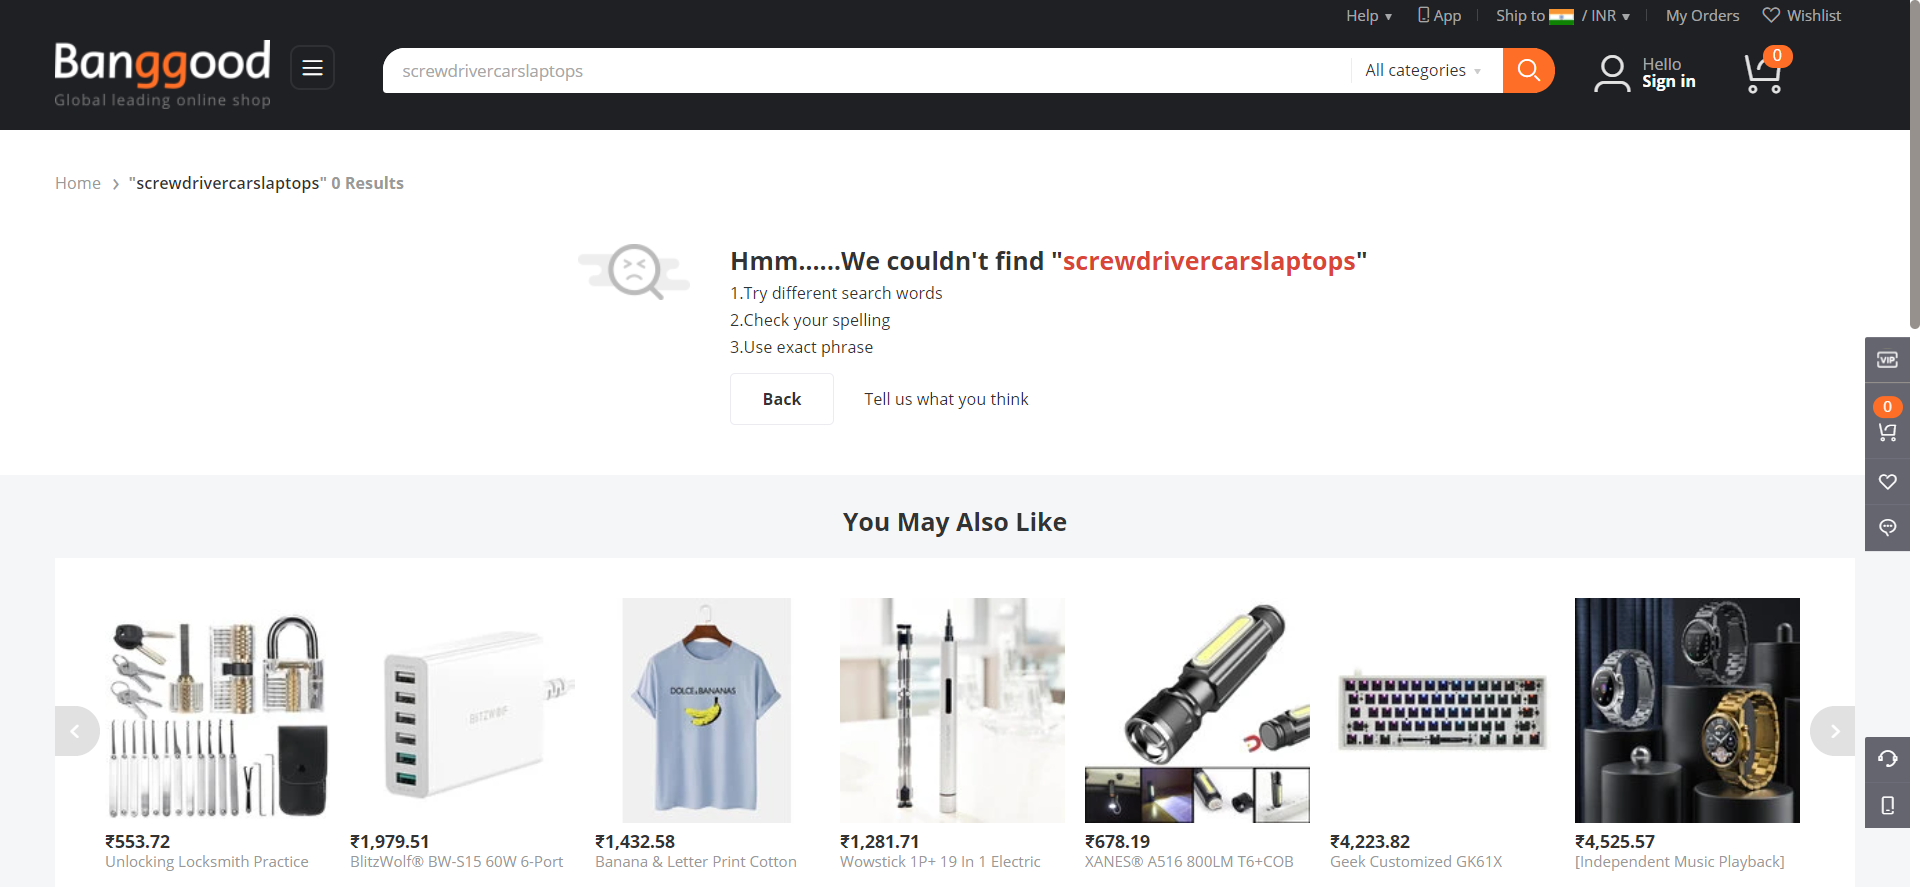 Help
App
Ship to / INR
My Orders
Wishlist
Banggood
Global leading online shop
screwdrivercarslaptops
All categories
Hello
Sign in
0
Home > "screwdrivercarslaptops" 0 Results
Hmm......We couldn't find "screwdrivercarslaptops"
1.Try different search words
2.Check your spelling
3.Use exact phrase
Back
Tell us what you think
VIP
0
You May Also Like
BLITZWOLF
DOLCE & BANANAS
₹553.72
Unlocking Locksmith Practice
₹1,979.51
BlitzWolf® BW-S15 60W 6-Port
₹1,432.58
Banana & Letter Print Cotton
₹1,281.71
Wowstick 1P+ 19 In 1 Electric
₹678.19
XANES® A516 800LM T6+COB
₹4,223.82
Geek Customized GK61X
₹4,525.57
[Independent Music Playback]